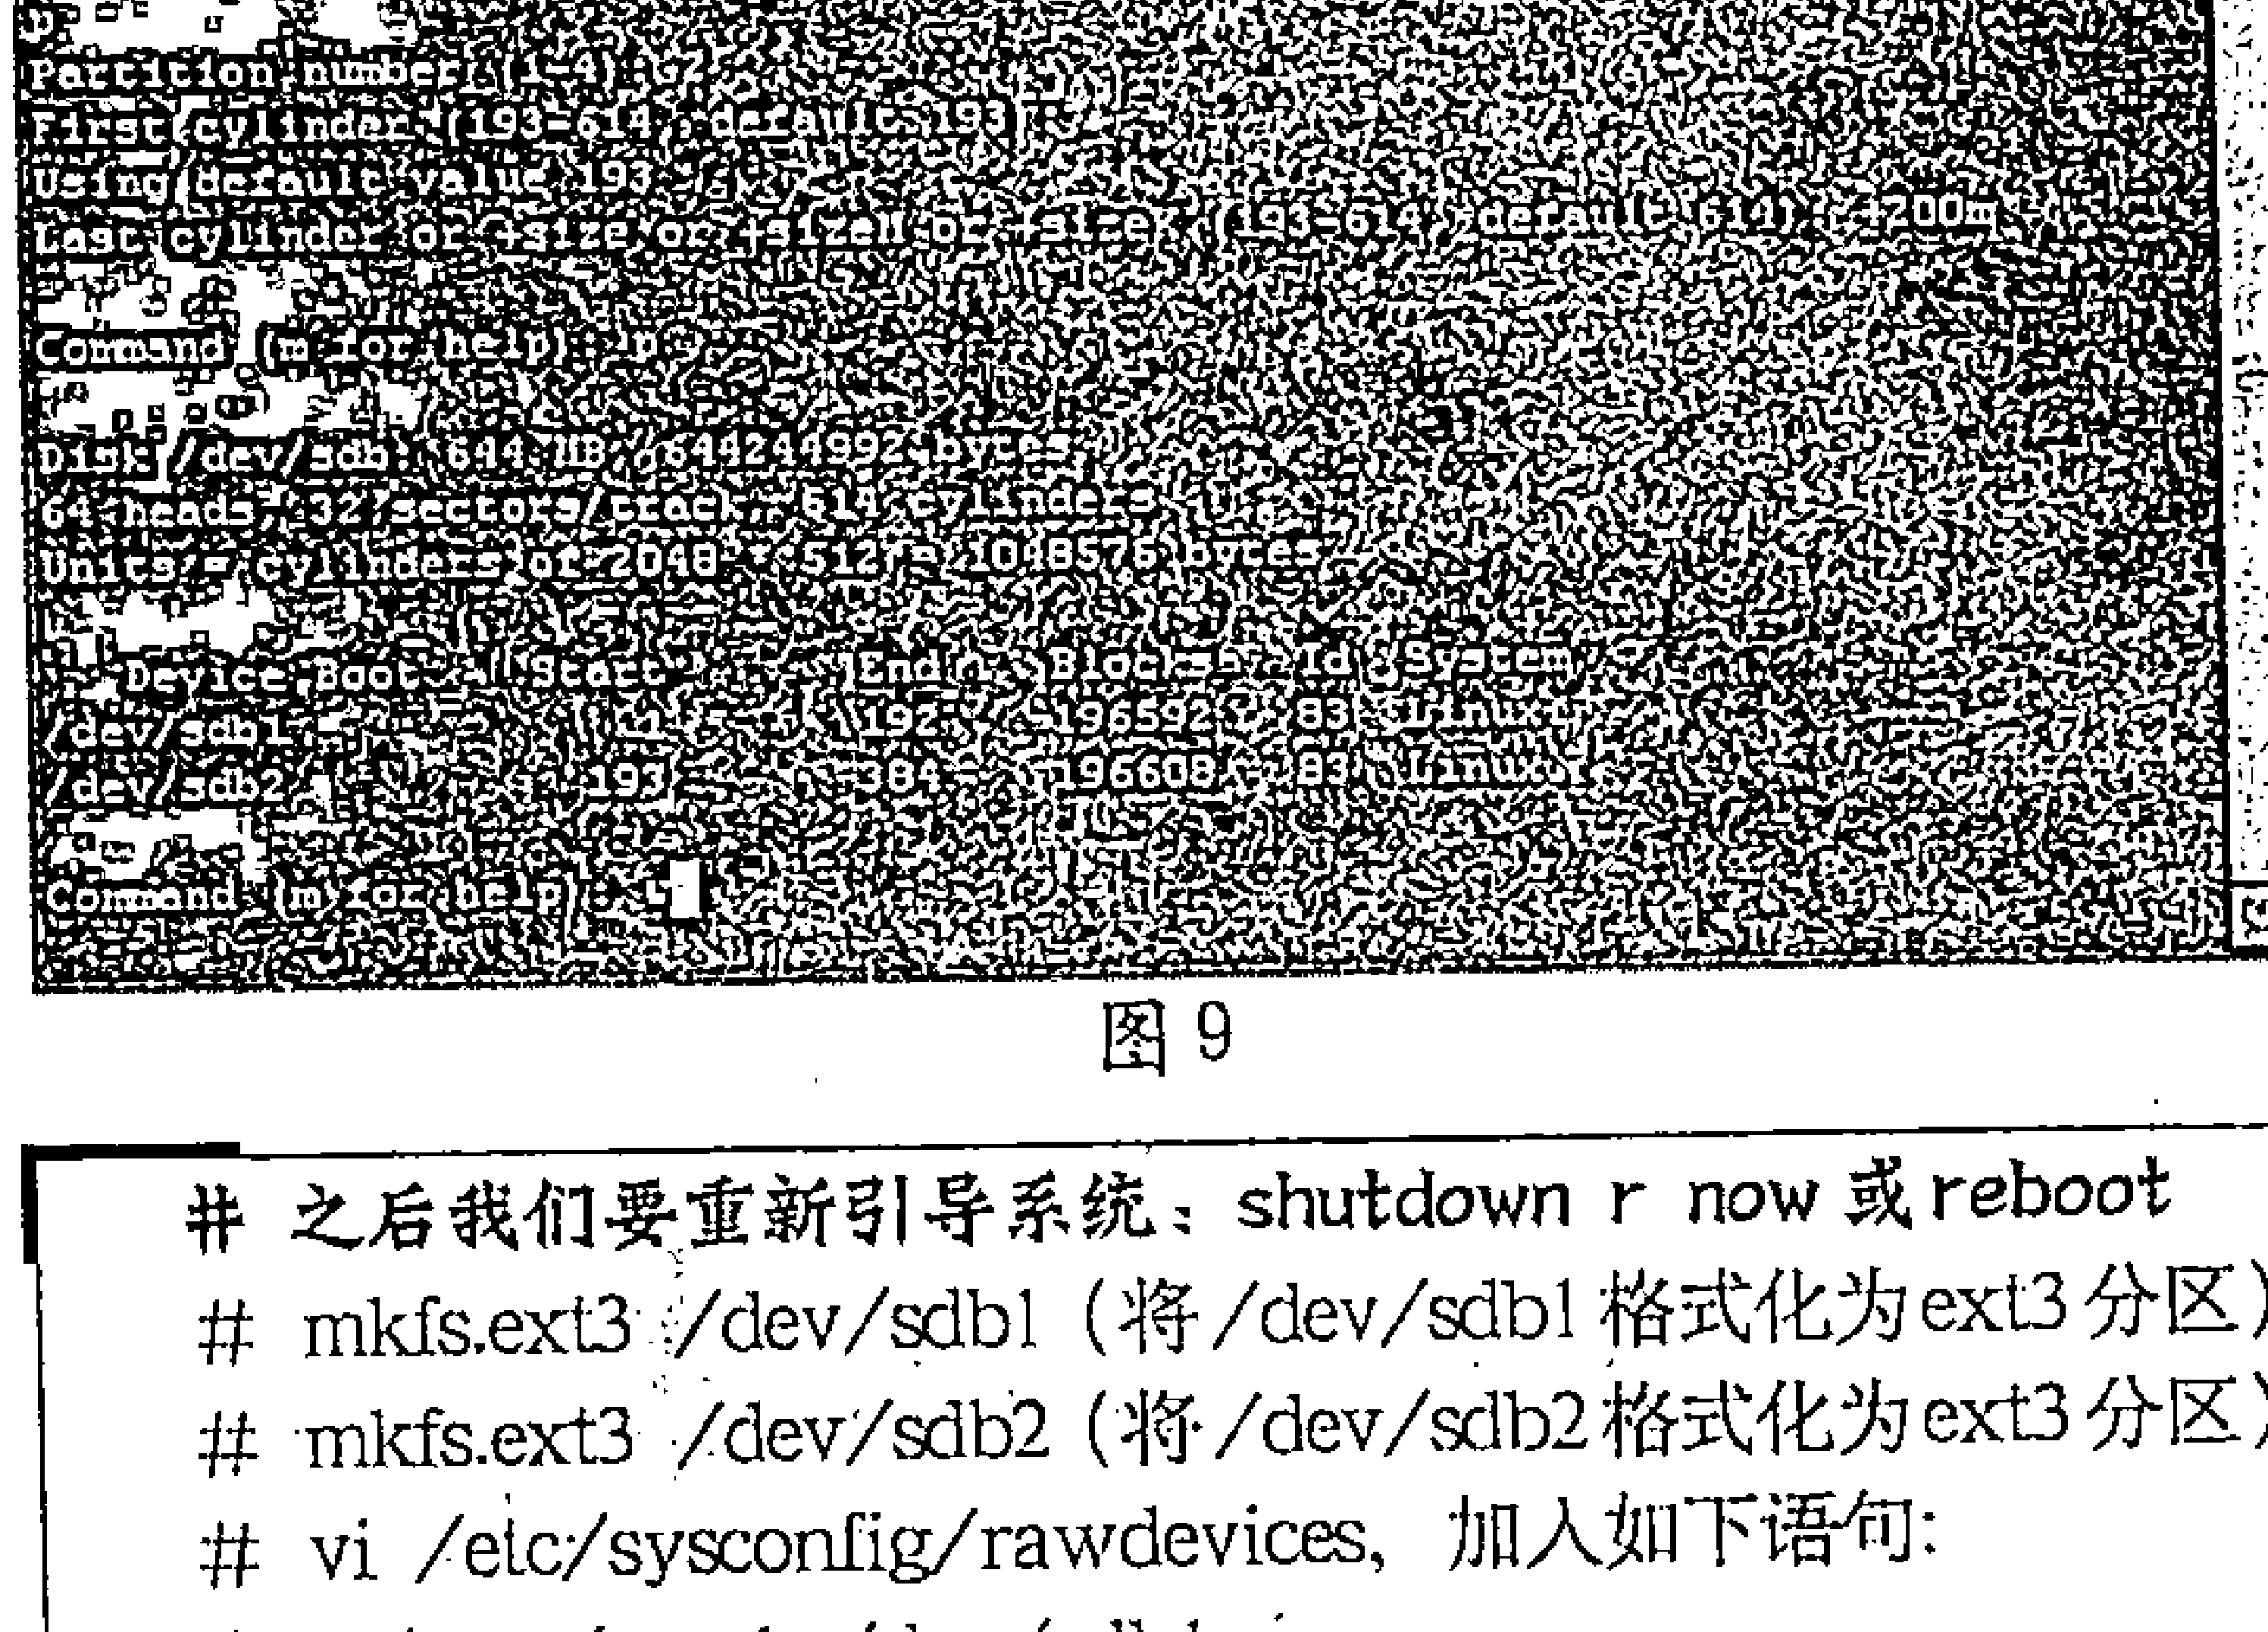 Partition number (1-4): 2
First cylinder (193-614, default 193):
Using default value 193
Last cylinder or +size or +sizeM or +sizeK (193-614, default 614): +200m
Command (m for help): p
Disk /dev/sdb: 644 MB, 644244992 bytes
64 heads, 32 sectors/track, 614 cylinders
Units = cylinders of 2048 * 512 = 1048576 bytes
Device Boot Start End Blocks Id System
/dev/sdb1 1 192 196592 83 Linux
/dev/sdb2 193 384 196608 83 Linux
Command (m for help):
图 9
# 之后我们要重新引导系统：shutdown r now 或 reboot
# mkfs.ext3 /dev/sdb1 (将 /dev/sdb1 格式化为 ext3 分区)
# mkfs.ext3 /dev/sdb2 (将 /dev/sdb2 格式化为 ext3 分区)
# vi /etc/sysconfig/rawdevices, 加入如下语句: